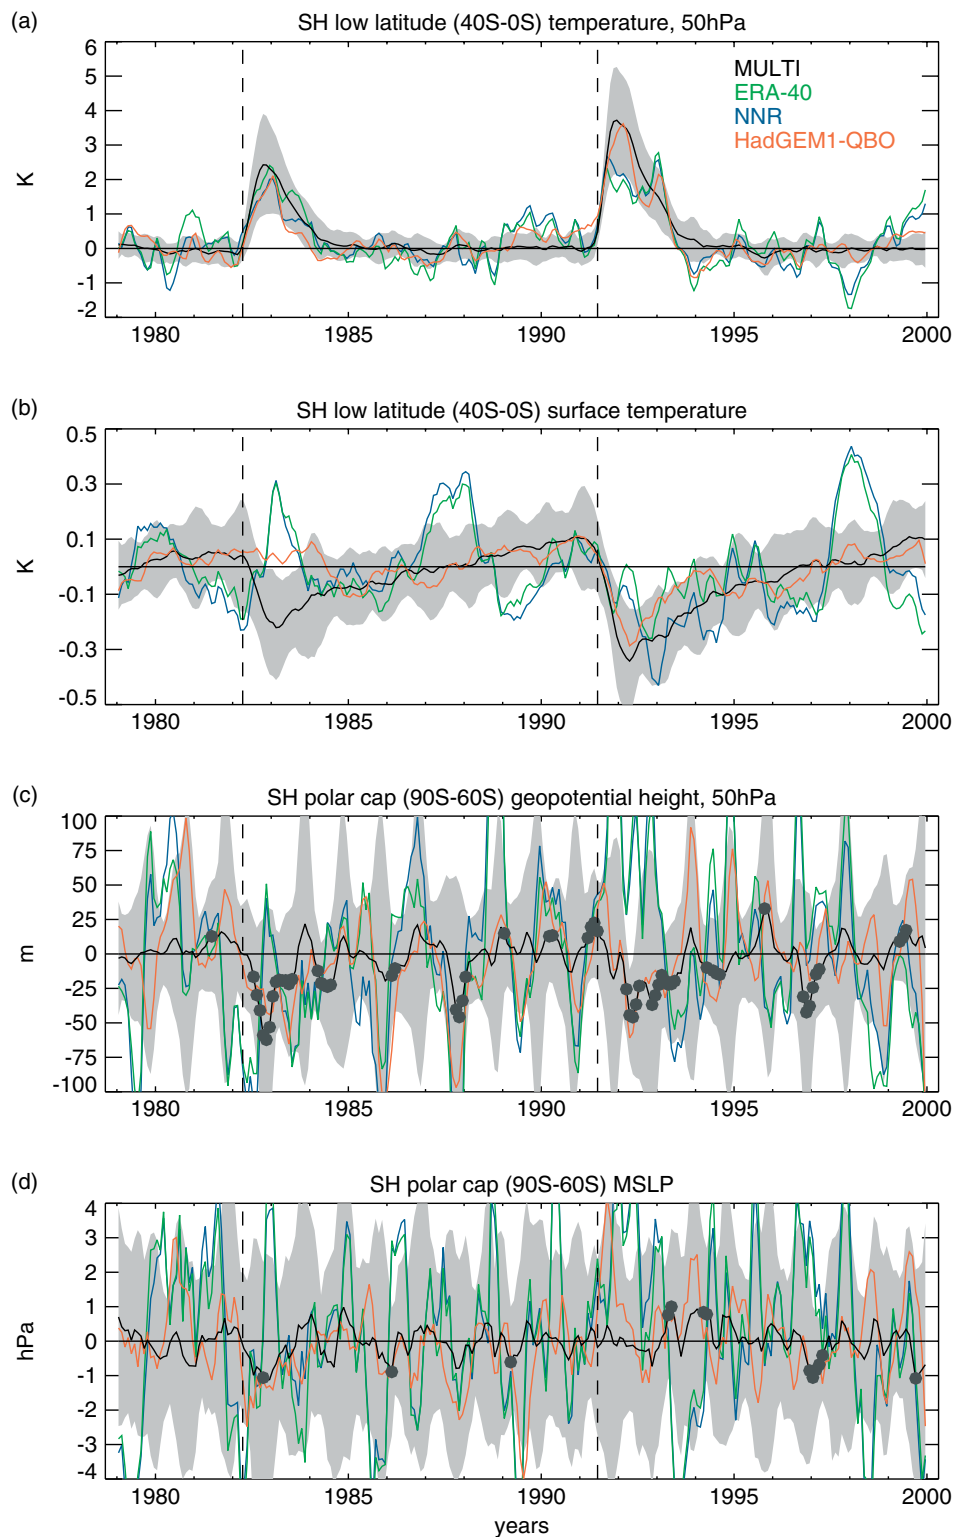 (a)
SH low latitude (40S-0S) temperature, 50hPa
MULTI
ERA-40
NNR
HadGEM1-QBO
6
5
4
3
2
1
0
-1
-2
K
1980 1985 1990 1995 2000
(b)
SH low latitude (40S-0S) surface temperature
0.5
0.3
0.1
-0.1
-0.3
-0.5
K
1980 1985 1990 1995 2000
(c)
SH polar cap (90S-60S) geopotential height, 50hPa
100
75
50
25
0
-25
-50
-75
-100
m
1980 1985 1990 1995 2000
(d)
SH polar cap (90S-60S) MSLP
4
3
2
1
0
-1
-2
-3
-4
hPa
1980 1985 1990 1995 2000
years